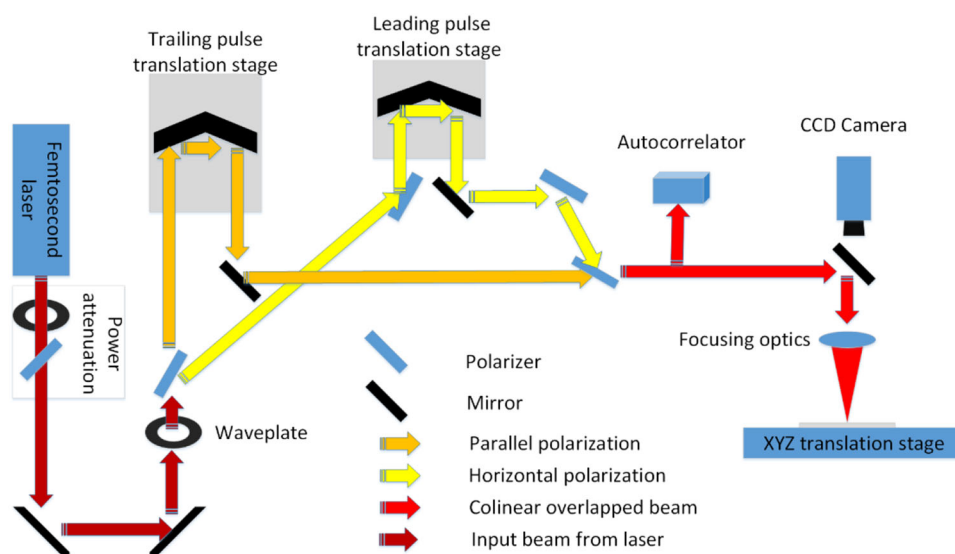 Trailing pulse
translation stage
Leading pulse
translation stage
Autocorrelator
CCD Camera
Femtosecond
laser
Power
attenuation
Focusing optics
XYZ translation stage
Waveplate
Polarizer
Mirror
Parallel polarization
Horizontal polarization
Colinear overlapped beam
Input beam from laser